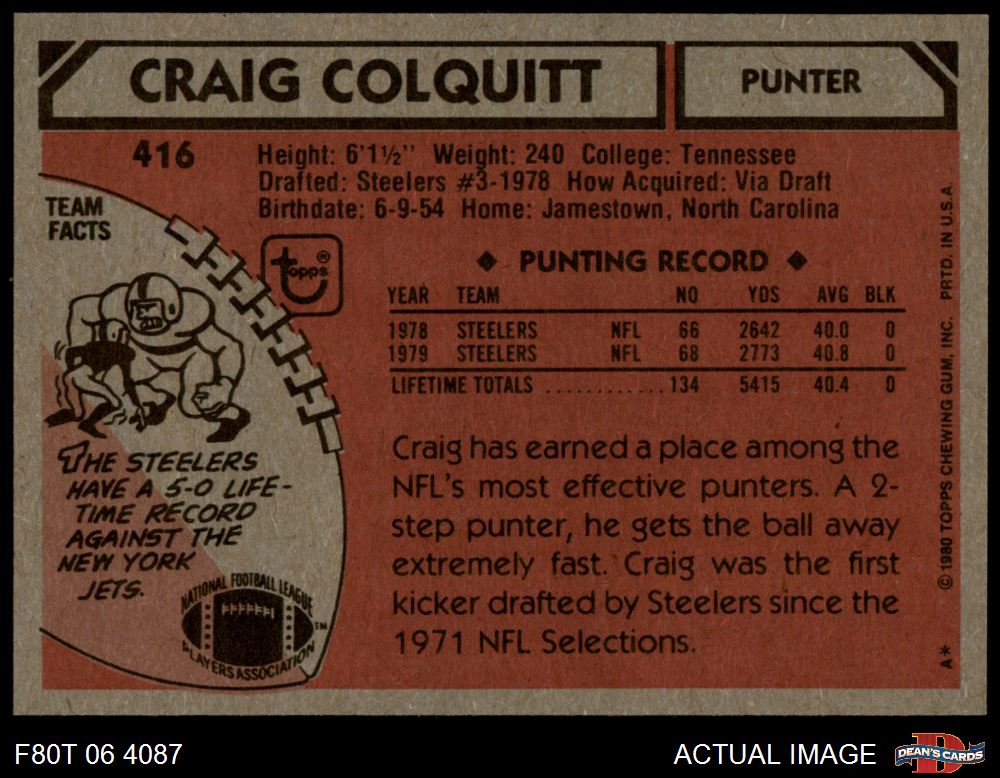 CRAIG COLQUITT
PUNTER
416
Height: 6'1½" Weight: 240 College: Tennessee
Drafted: Steelers #3-1978 How Acquired: Via Draft
Birthdate: 6-9-54 Home: Jamestown, North Carolina
TEAM
FACTS
topps®
◆ PUNTING RECORD ◆
YEAR TEAM NO YDS AVG BLK
1978 STEELERS NFL 66 2642 40.0 0
1979 STEELERS NFL 68 2773 40.8 0
LIFETIME TOTALS ............ 134 5415 40.4 0
THE STEELERS
HAVE A 5-0 LIFE-
TIME RECORD
AGAINST THE
NEW YORK
JETS.
NATIONAL FOOTBALL LEAGUE
PLAYERS ASSOCIATION
TM
Craig has earned a place among the
NFL's most effective punters. A 2-
step punter, he gets the ball away
extremely fast. Craig was the first
kicker drafted by Steelers since the
1971 NFL Selections.
A* © 1980 TOPPS CHEWING GUM, INC. PRTD. IN U.S.A.
F80T 06 4087
ACTUAL IMAGE
D
DEAN'S CARDS